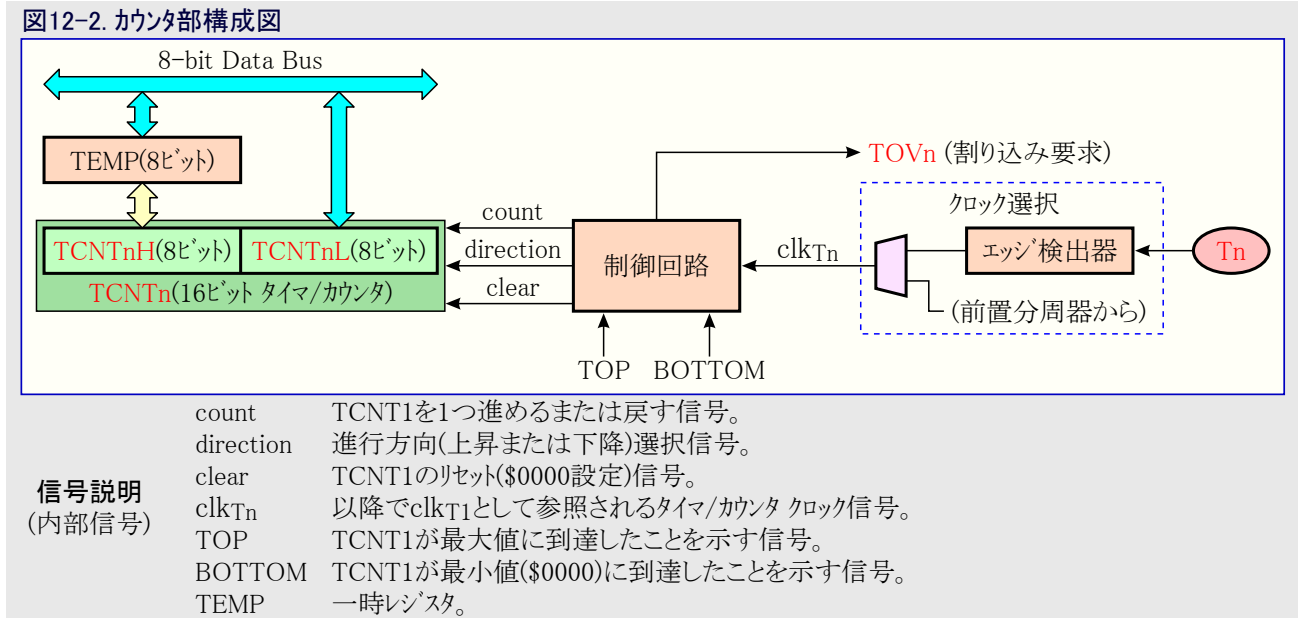 図12-2. カウンタ部構成図
8-bit Data Bus
TEMP(8ビット)
TOVn (割り込み要求)
クロック選択
count
TCNTnH(8ビット) TCNTnL(8ビット)
direction
制御回路
clkTn
エッジ検出器
Tn
TCNTn(16ビット タイマ/カウンタ)
clear
(前置分周器から)
TOP BOTTOM
信号説明
(内部信号)
count TCNT1を1つ進めるまたは戻す信号。
direction 進行方向(上昇または下降)選択信号。
clear TCNT1のリセット($0000設定)信号。
clkTn 以降でclkT1として参照されるタイマ/カウンタ クロック信号。
TOP TCNT1が最大値に到達したことを示す信号。
BOTTOM TCNT1が最小値($0000)に到達したことを示す信号。
TEMP 一時レジスタ。